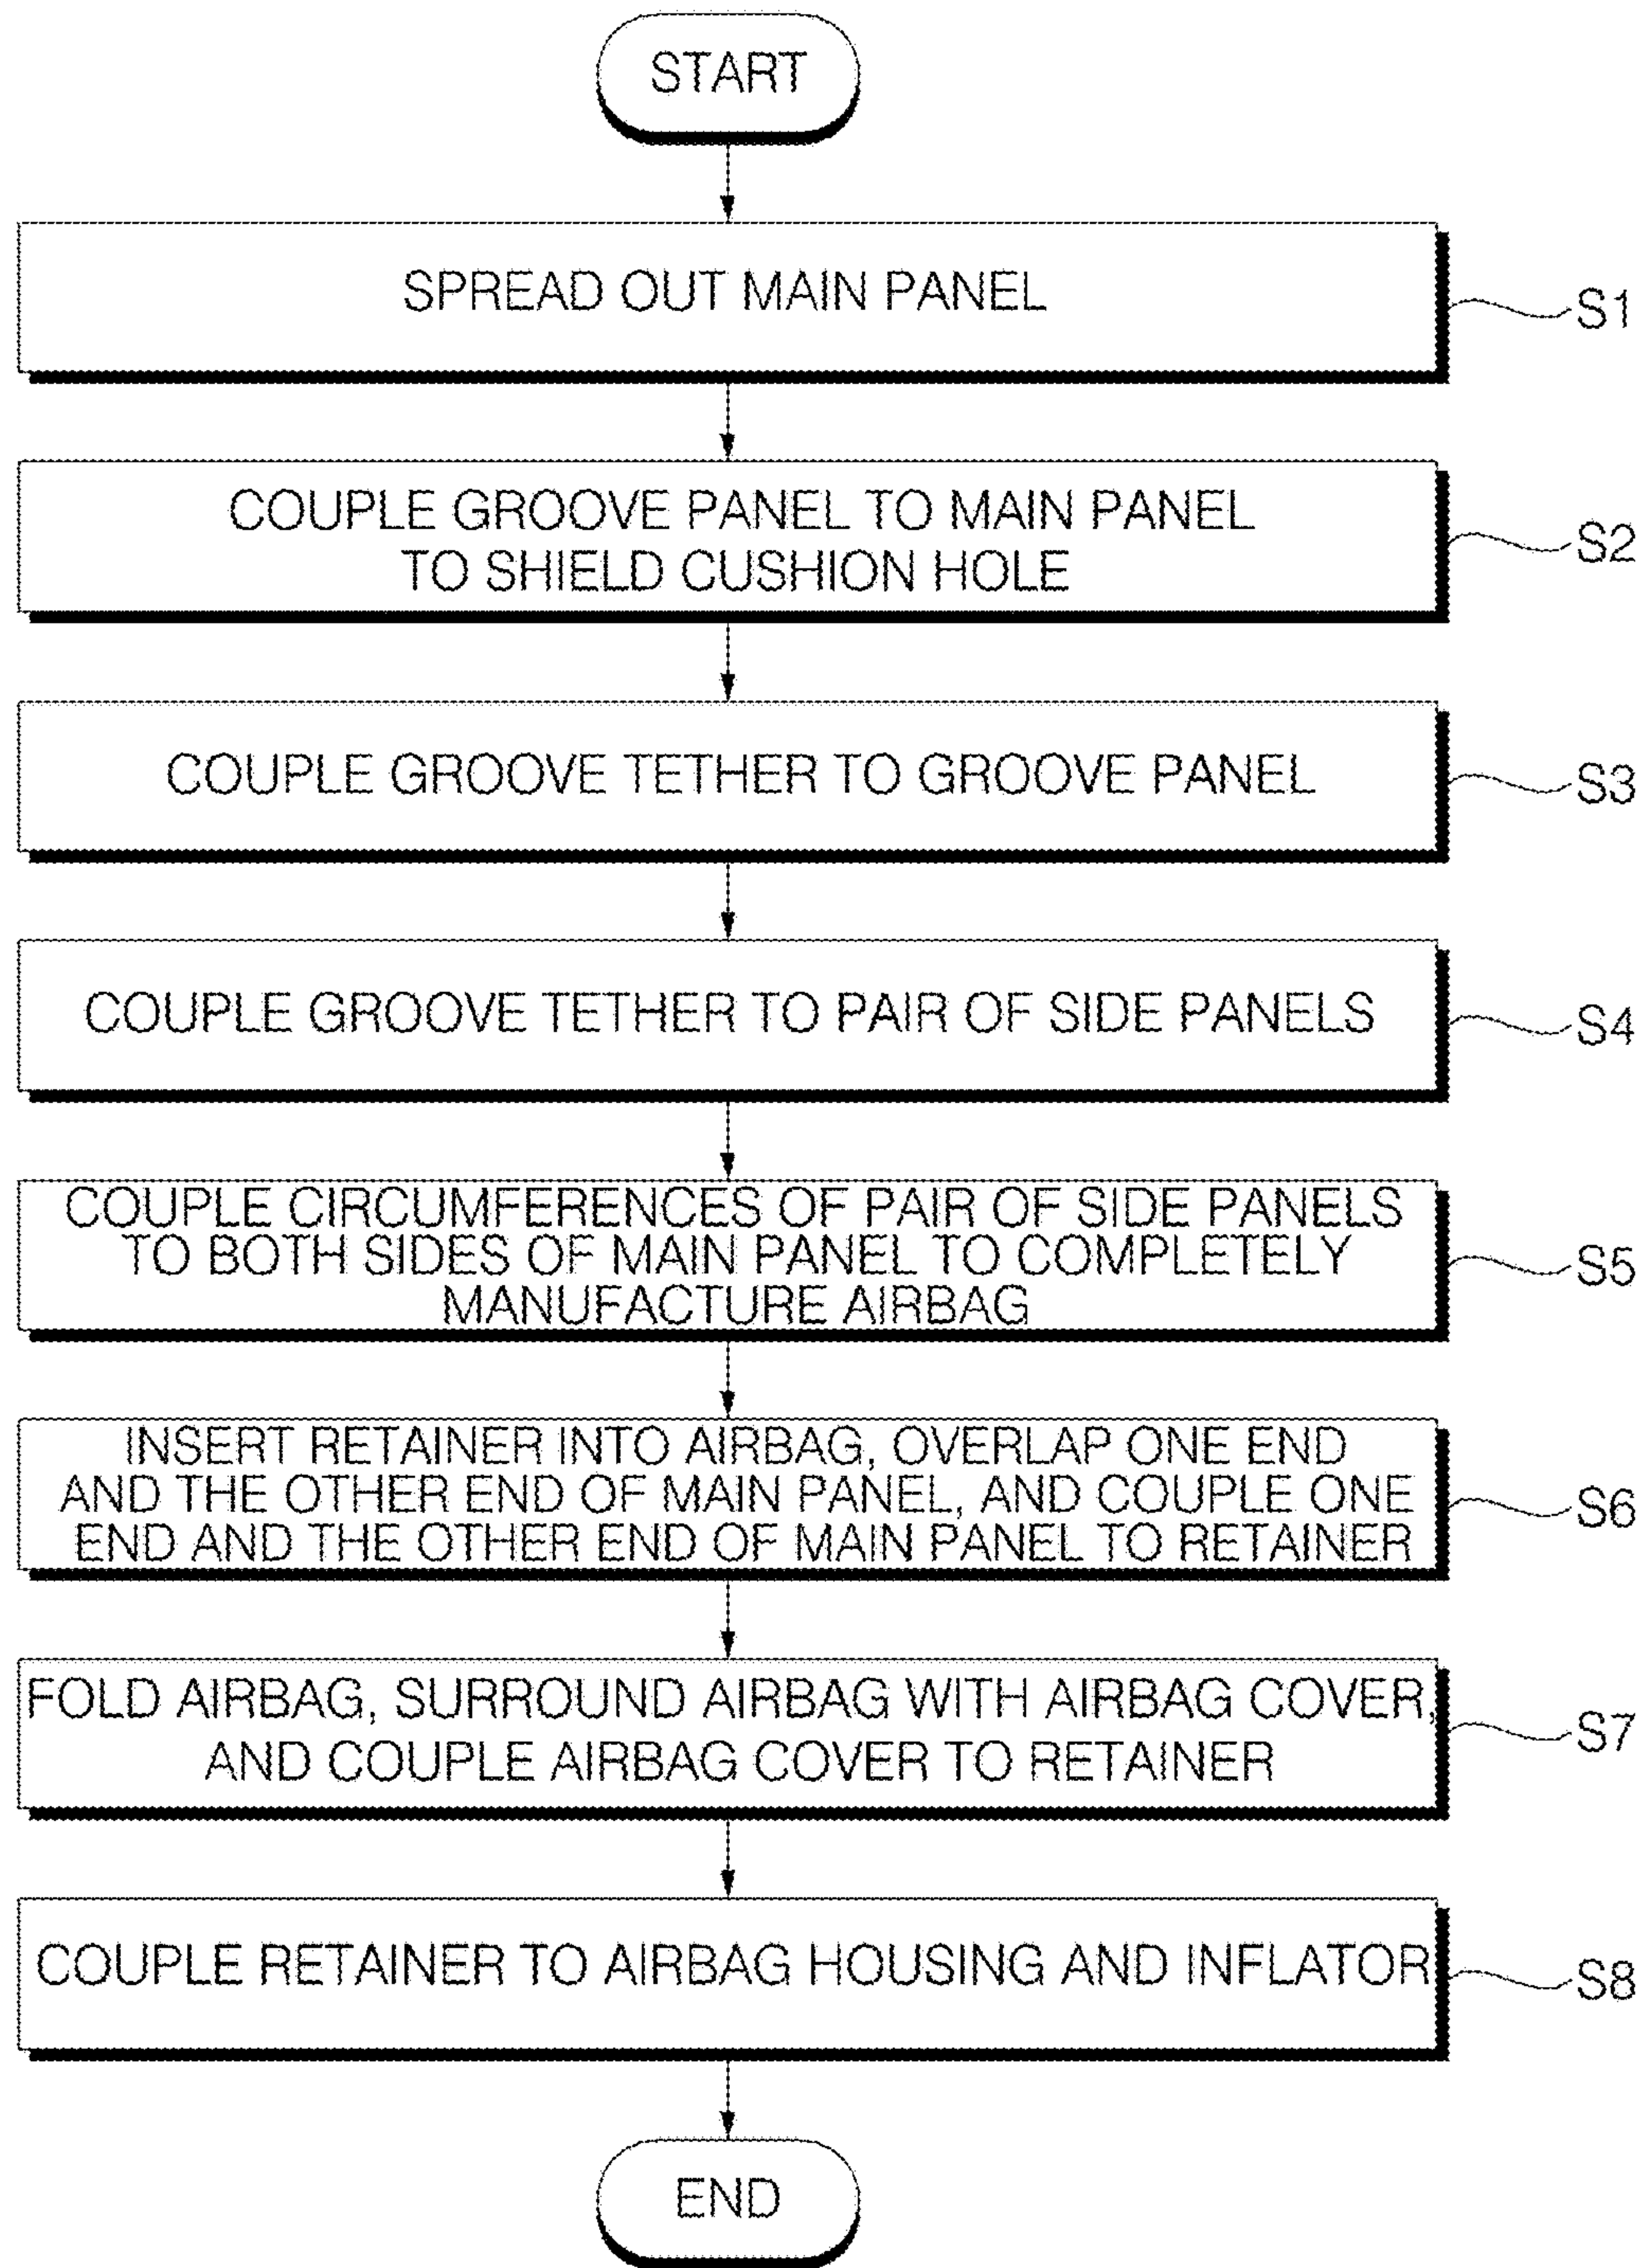 START
SPREAD OUT MAIN PANEL
S1
COUPLE GROOVE PANEL TO MAIN PANEL
TO SHIELD CUSHION HOLE
S2
COUPLE GROOVE TETHER TO GROOVE PANEL
S3
COUPLE GROOVE TETHER TO PAIR OF SIDE PANELS
S4
COUPLE CIRCUMFERENCES OF PAIR OF SIDE PANELS
TO BOTH SIDES OF MAIN PANEL TO COMPLETELY
MANUFACTURE AIRBAG
S5
INSERT RETAINER INTO AIRBAG, OVERLAP ONE END
AND THE OTHER END OF MAIN PANEL, AND COUPLE ONE
END AND THE OTHER END OF MAIN PANEL TO RETAINER
S6
FOLD AIRBAG, SURROUND AIRBAG WITH AIRBAG COVER,
AND COUPLE AIRBAG COVER TO RETAINER
S7
COUPLE RETAINER TO AIRBAG HOUSING AND INFLATOR
S8
END